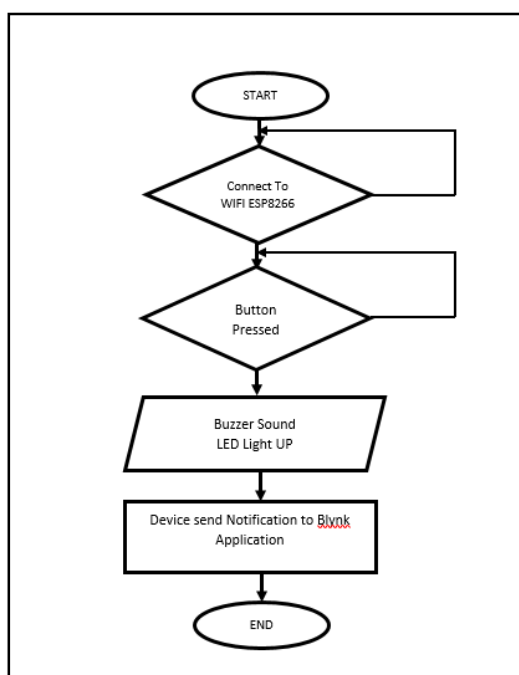 START
Connect To
WIFI ESP8266
Button
Pressed
Buzzer Sound
LED Light UP
Device send Notification to Blynk
Application
END